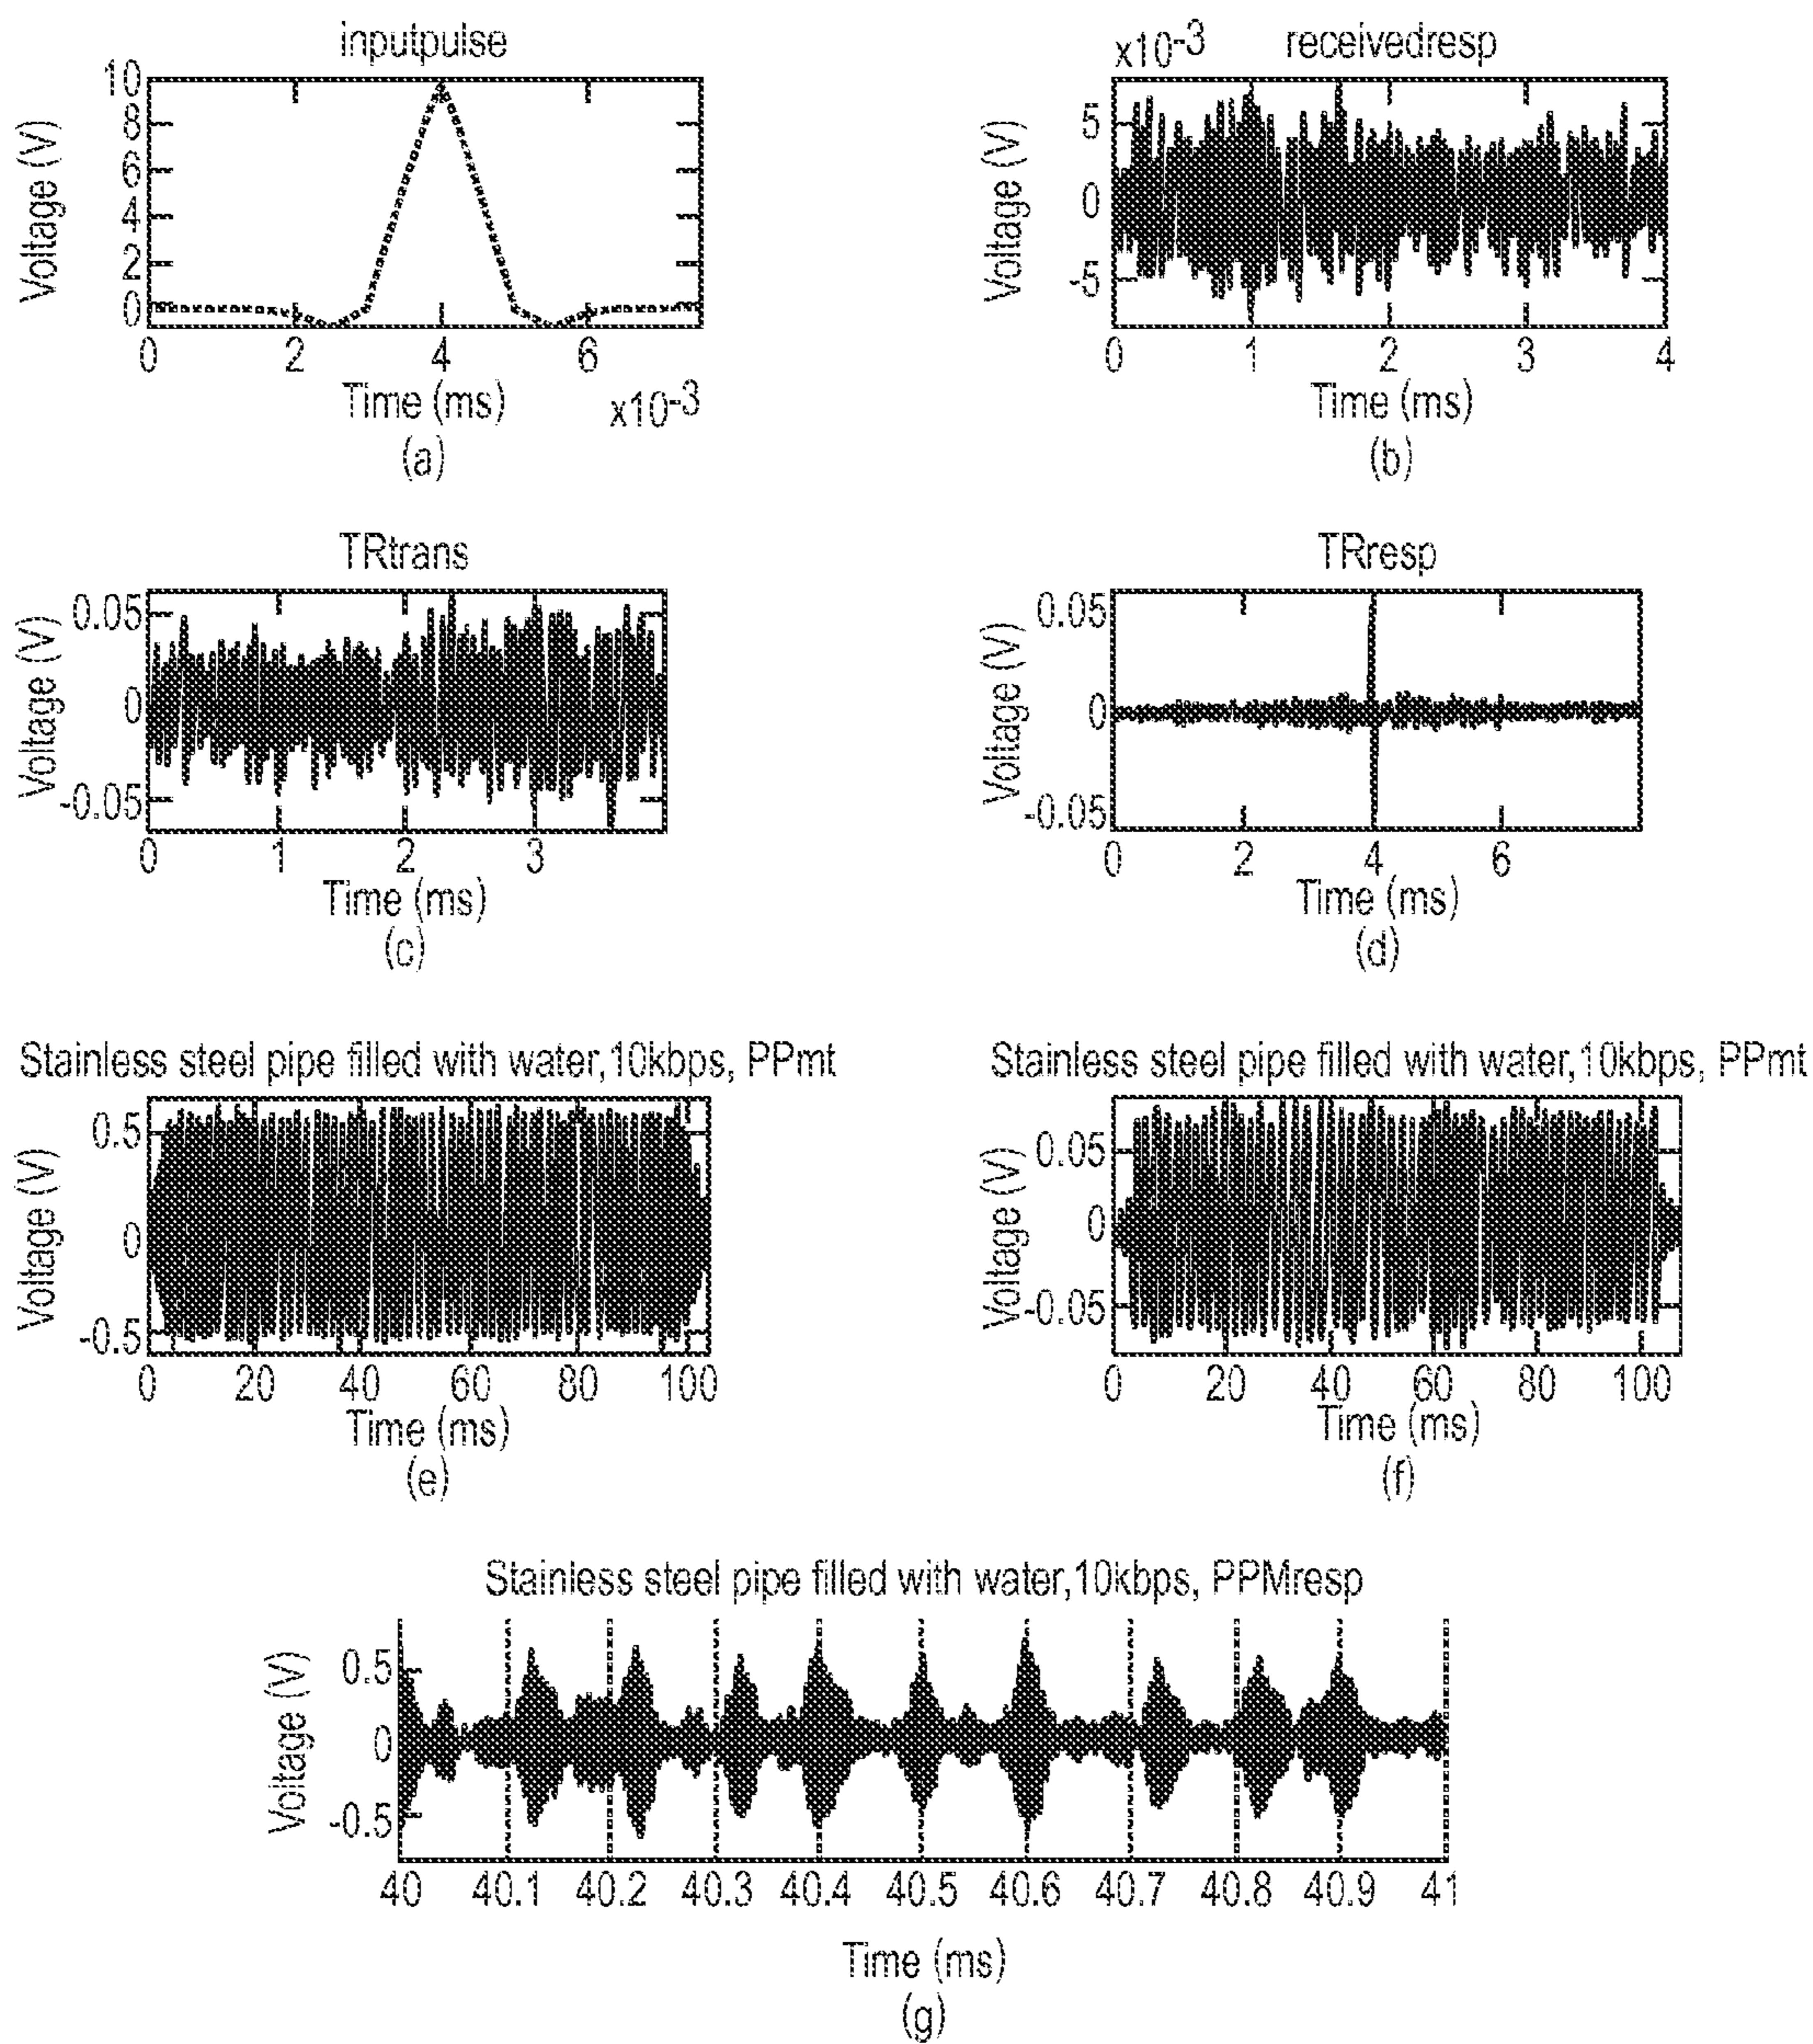 inputpulse
10
8
6
4
2
0
Voltage (V)
0 2 4 6
Time (ms) x10-3
(a)
x10-3 receivedresp
5
0
-5
Voltage (V)
0 1 2 3 4
Time (ms)
(b)
TRtrans
0.05
0
-0.05
Voltage (V)
0 1 2 3
Time (ms)
(c)
TRresp
0.05
0
-0.05
Voltage (V)
0 2 4 6
Time (ms)
(d)
Stainless steel pipe filled with water,10kbps, PPmt
0.5
0
-0.5
Voltage (V)
0 20 40 60 80 100
Time (ms)
(e)
Stainless steel pipe filled with water,10kbps, PPmt
0.05
0
-0.05
Voltage (V)
0 20 40 60 80 100
Time (ms)
(f)
Stainless steel pipe filled with water,10kbps, PPMresp
0.5
0
-0.5
Voltage (V)
40 40.1 40.2 40.3 40.4 40.5 40.6 40.7 40.8 40.9 41
Time (ms)
(g)